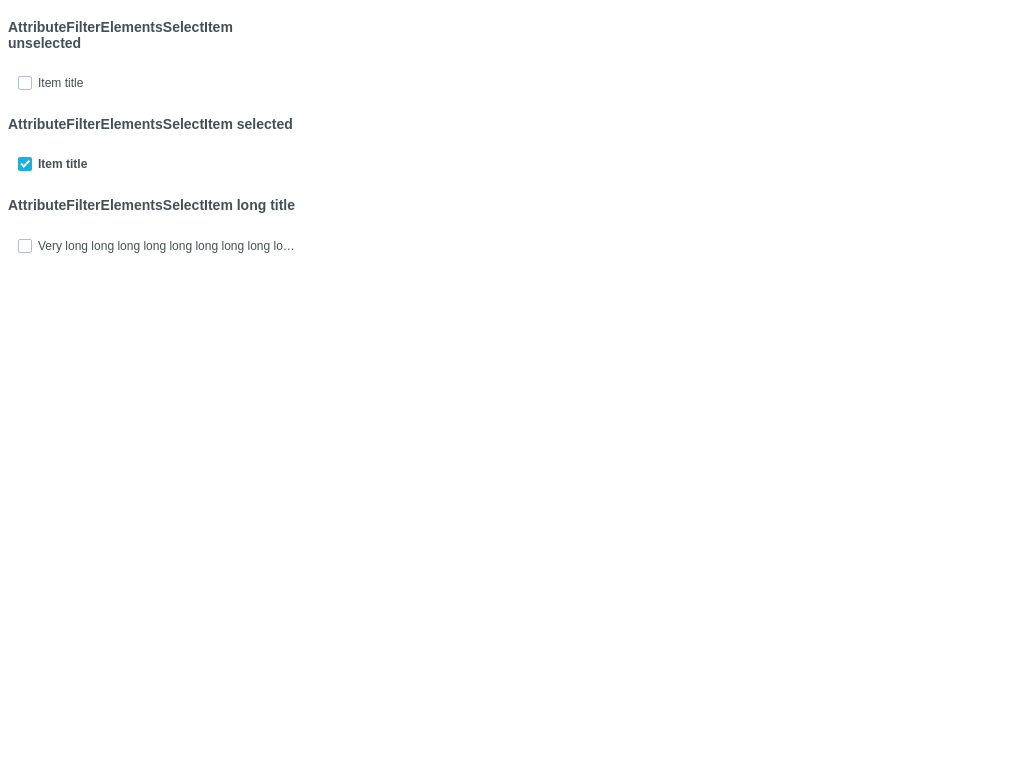 AttributeFilterElementsSelectItem
unselected
Item title
AttributeFilterElementsSelectItem selected
Item title
AttributeFilterElementsSelectItem long title
Very long long long long long long long long lo…